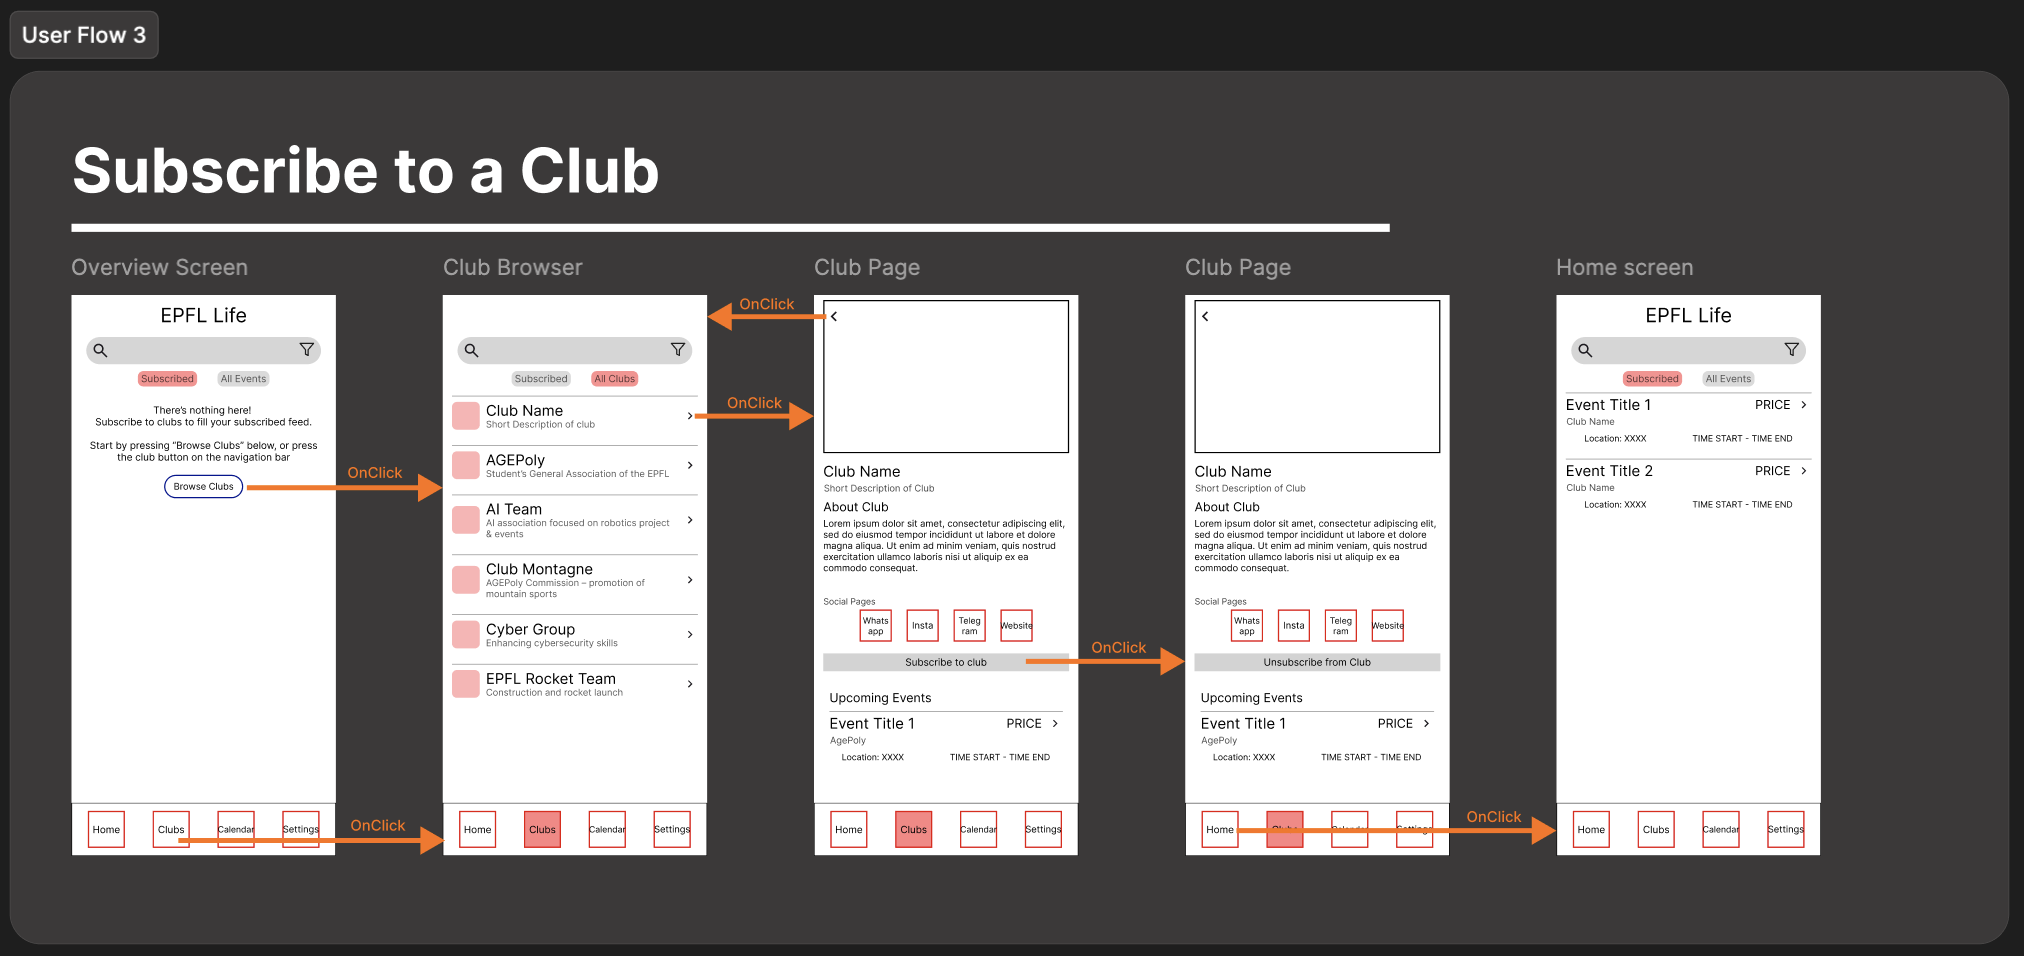 User Flow 3
Subscribe to a Club
Overview Screen
EPFL Life
Subscribed
All Events
There's nothing here!
Subscribe to clubs to fill your subscribed feed.
Start by pressing "Browse Clubs" below, or press
the club button on the navigation bar
Browse Clubs
OnClick
Home
Clubs
Calendar
Settings
OnClick
Club Browser
Subscribed
All Clubs
Club Name
Short Description of club
AGEPoly
Student's General Association of the EPFL
AI Team
AI association focused on robotics project
& events
Club Montagne
AGEPoly Commission – promotion of
mountain sports
Cyber Group
Enhancing cybersecurity skills
EPFL Rocket Team
Construction and rocket launch
Home
Clubs
Calendar
Settings
OnClick
OnClick
Club Page
Club Name
Short Description of Club
About Club
Lorem ipsum dolor sit amet, consectetur adipiscing elit,
sed do eiusmod tempor incididunt ut labore et dolore
magna aliqua. Ut enim ad minim veniam, quis nostrud
exercitation ullamco laboris nisi ut aliquip ex ea
commodo consequat.
Social Pages
Whats
app
Insta
Teleg
ram
Website
Subscribe to club
Upcoming Events
Event Title 1
PRICE
AgePoly
Location: XXXX
TIME START - TIME END
Home
Clubs
Calendar
Settings
OnClick
Club Page
Club Name
Short Description of Club
About Club
Lorem ipsum dolor sit amet, consectetur adipiscing elit,
sed do eiusmod tempor incididunt ut labore et dolore
magna aliqua. Ut enim ad minim veniam, quis nostrud
exercitation ullamco laboris nisi ut aliquip ex ea
commodo consequat.
Social Pages
Whats
app
Insta
Teleg
ram
Website
Unsubscribe from Club
Upcoming Events
Event Title 1
PRICE
AgePoly
Location: XXXX
TIME START - TIME END
Home
Clubs
Calendar
Settings
OnClick
Home screen
EPFL Life
Subscribed
All Events
Event Title 1
PRICE
Club Name
Location: XXXX
TIME START - TIME END
Event Title 2
PRICE
Club Name
Location: XXXX
TIME START - TIME END
Home
Clubs
Calendar
Settings